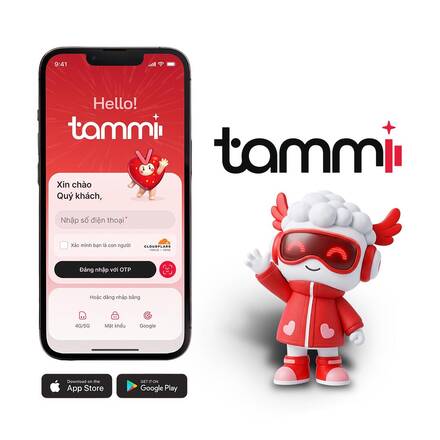 9:41
Hello!
tammi
Xin chào
Quý khách,
Nhập số điện thoại *
Xác minh bạn là con người
CLOUDFLARE
Đăng nhập với OTP
Hoặc đăng nhập bằng
4G/5G
Mật khẩu
Google
Download on the
App Store
GET IT ON
Google Play
tammi